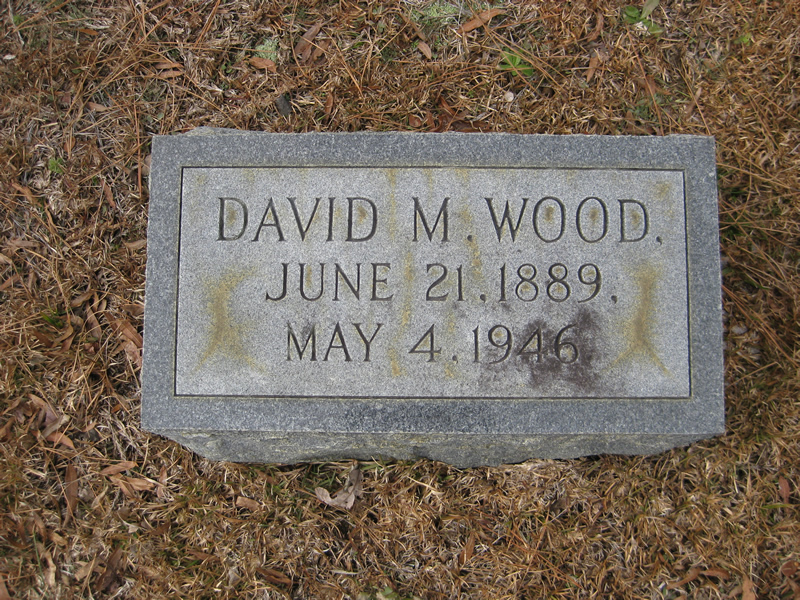 DAVID M. WOOD,
JUNE 21, 1889,
MAY 4, 1946